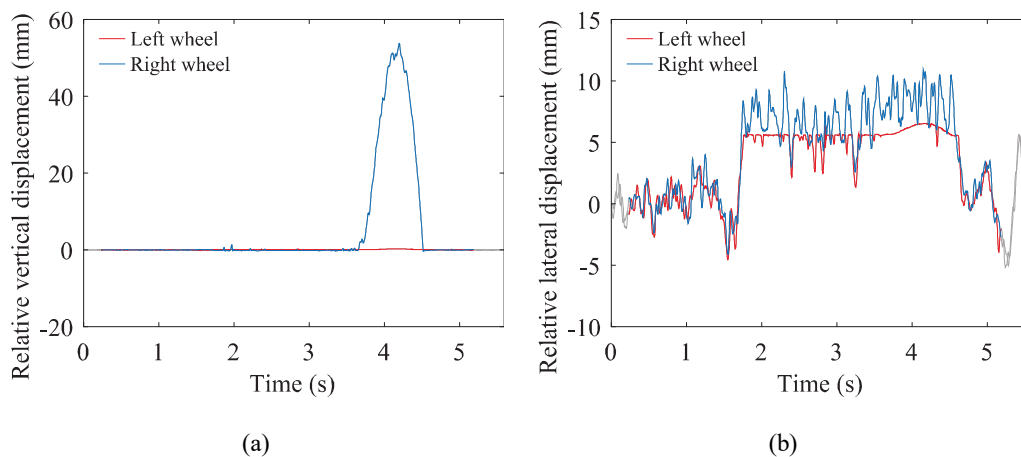 60
40
20
0
-20
Relative vertical displacement (mm)
Left wheel
Right wheel
0 1 2 3 4 5
Time (s)
(a)
15
10
5
0
-5
-10
Relative lateral displacement (mm)
Left wheel
Right wheel
0 1 2 3 4 5
Time (s)
(b)